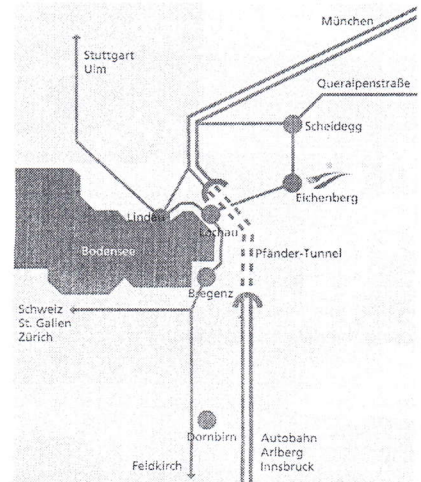 München
Stuttgart
Ulm
Queralpenstraße
Scheidegg
Eichenberg
Lindau
Lochau
Bodensee
Pfänder-Tunnel
Bregenz
Schweiz
St. Gallen
Zürich
Dornbirn
Autobahn
Arlberg
Innsbruck
Feldkirch